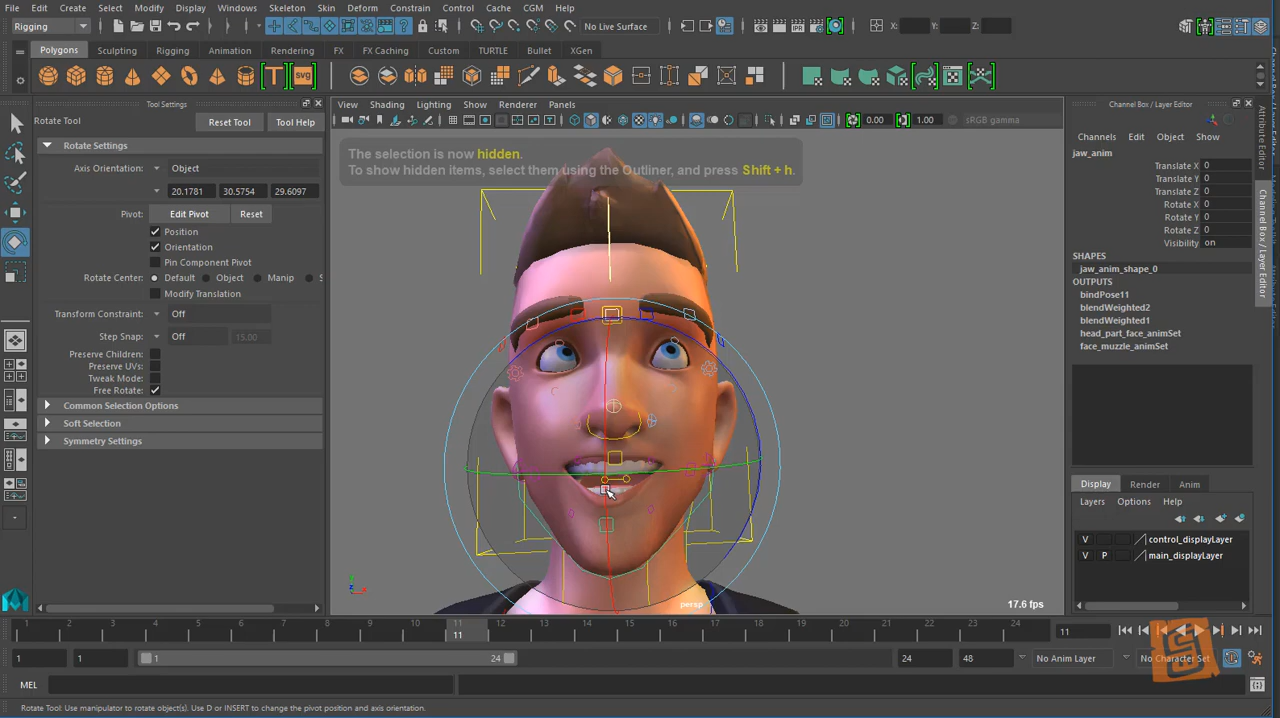 File Edit Create Select Modify Display Windows Skeleton Skin Deform Constrain Control Cache CGM Help
Rigging No Live Surface X: Y: Z:
Polygons Sculpting Rigging Animation Rendering FX FX Caching Custom TURTLE Bullet XGen
T svg
Tool Settings
Rotate Tool Reset Tool Tool Help
Rotate Settings
Axis Orientation: Object
20.1781 30.5754 29.6097
Pivot: Edit Pivot Reset
Position
Orientation
Pin Component Pivot
Rotate Center: Default Object Manip S
Modify Translation
Transform Constraint: Off
Step Snap: Off 15.00
Preserve Children:
Preserve UVs:
Tweak Mode:
Free Rotate:
Common Selection Options
Soft Selection
Symmetry Settings
View Shading Lighting Show Renderer Panels
0.00 1.00 sRGB gamma
The selection is now hidden.
To show hidden items, select them using the Outliner, and press Shift + h.
persp
17.6 fps
Channel Box / Layer Editor
Channels Edit Object Show
jaw_anim
Translate X 0
Translate Y 0
Translate Z 0
Rotate X 0
Rotate Y 0
Rotate Z 0
Visibility on
SHAPES
jaw_anim_shape_0
OUTPUTS
bindPose11
blendWeighted2
blendWeighted1
head_part_face_animSet
face_muzzle_animSet
Display Render Anim
Layers Options Help
V control_displayLayer
V P main_displayLayer
Attribute Editor
Channel Box / Layer Editor
1 2 3 4 5 6 7 8 9 10 11 12 13 14 15 16 17 18 19 20 21 22 23 24
11
11
1 1 1 24 24 48 No Anim Layer No Character Set
MEL
Rotate Tool: Use manipulator to rotate object(s). Use D or INSERT to change the pivot position and axis orientation.